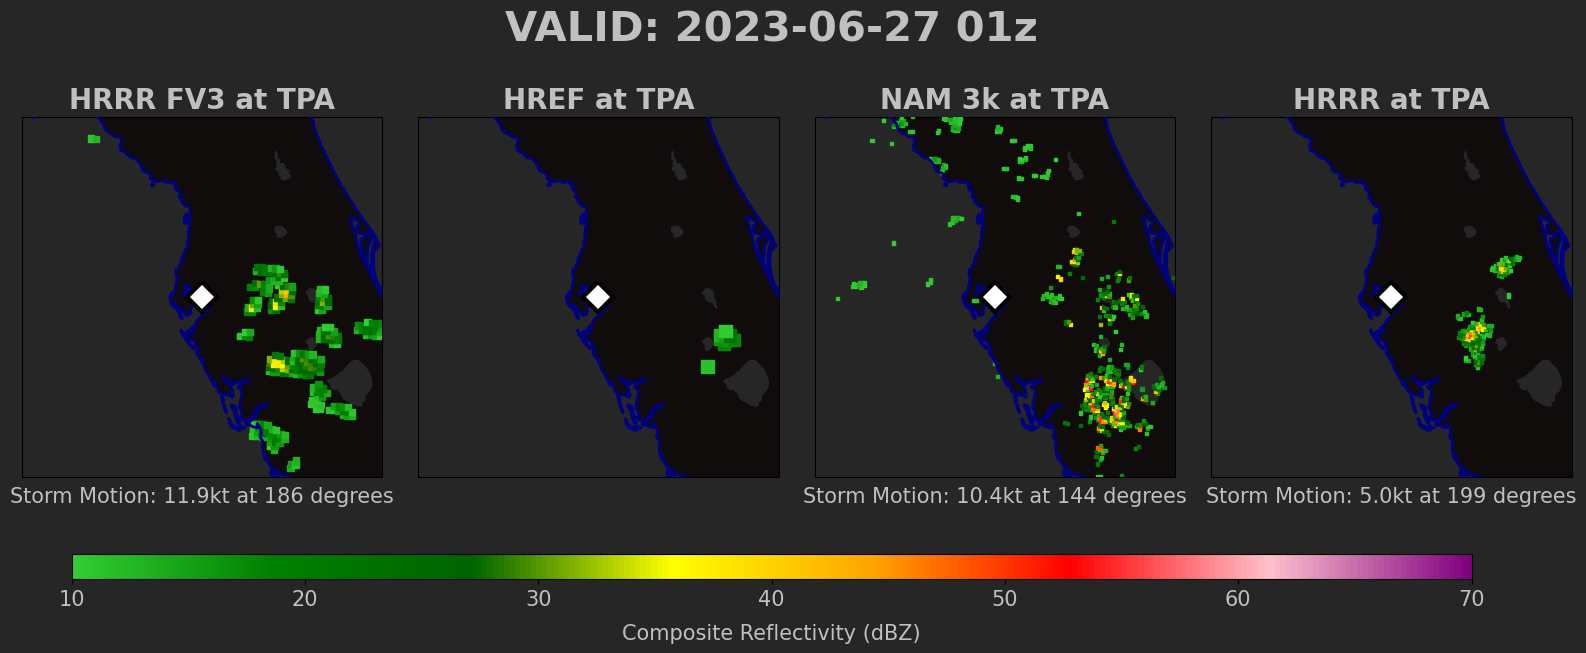 VALID: 2023-06-27 01z
HRRR FV3 at TPA
HREF at TPA
NAM 3k at TPA
HRRR at TPA
Storm Motion: 11.9kt at 186 degrees
Storm Motion: 10.4kt at 144 degrees
Storm Motion: 5.0kt at 199 degrees
10 20 30 40 50 60 70
Composite Reflectivity (dBZ)